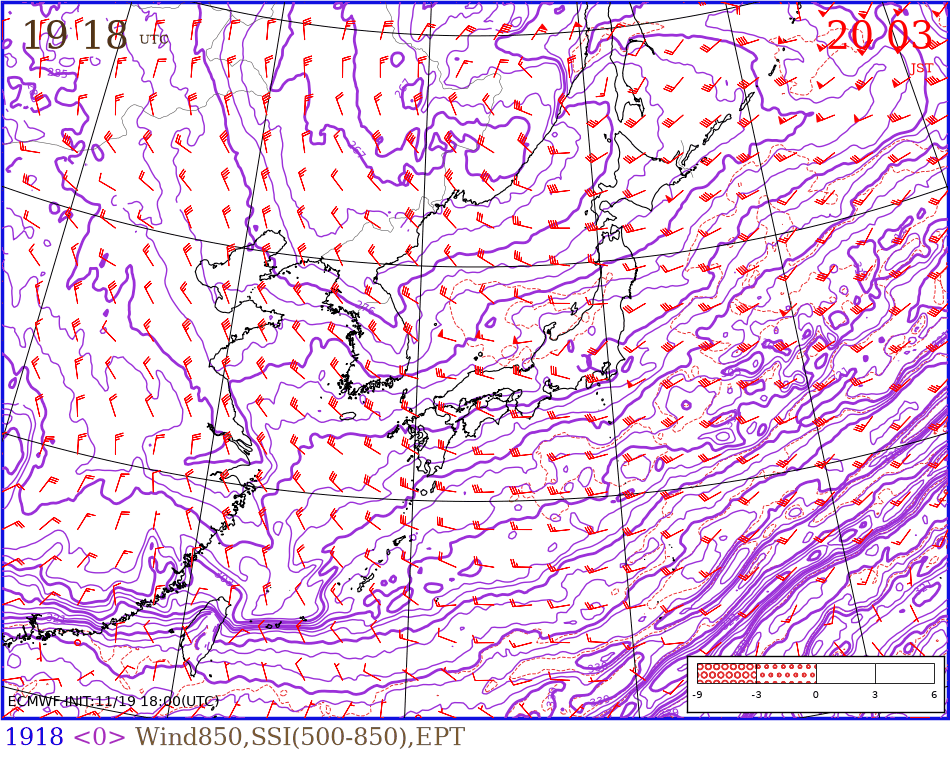 19 18 UTC
20 03
JST
ECMWF INIT:11/19 18:00(UTC)
-9 -3 0 3 6
1918 <0> Wind850,SSI(500-850),EPT